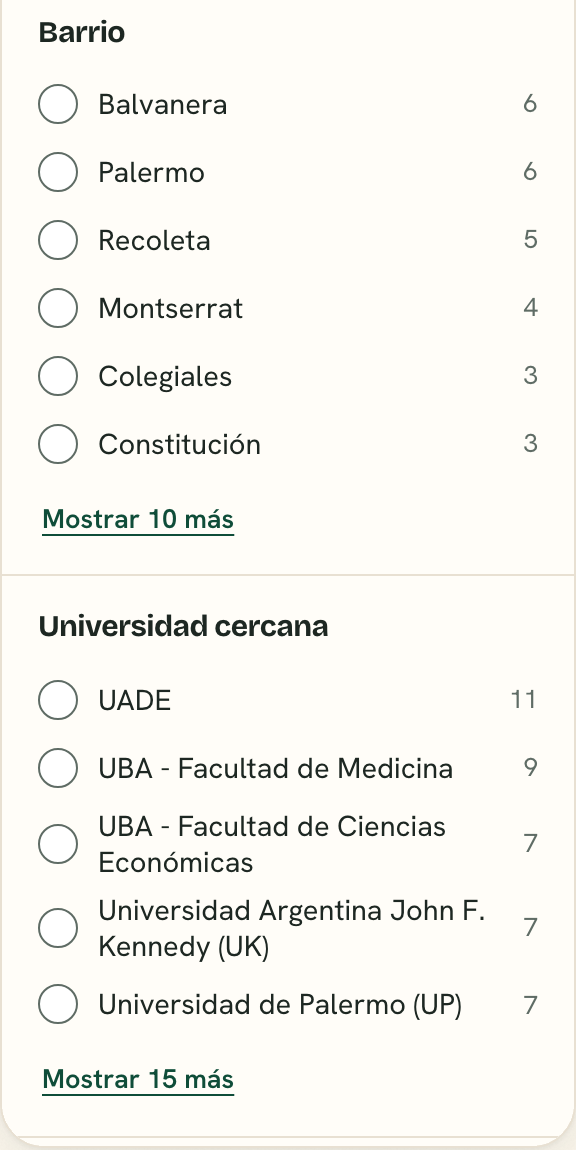 Barrio
Balvanera 6
Palermo 6
Recoleta 5
Montserrat 4
Colegiales 3
Constitución 3
Mostrar 10 más
Universidad cercana
UADE 11
UBA - Facultad de Medicina 9
UBA - Facultad de Ciencias
Económicas 7
Universidad Argentina John F.
Kennedy (UK) 7
Universidad de Palermo (UP) 7
Mostrar 15 más